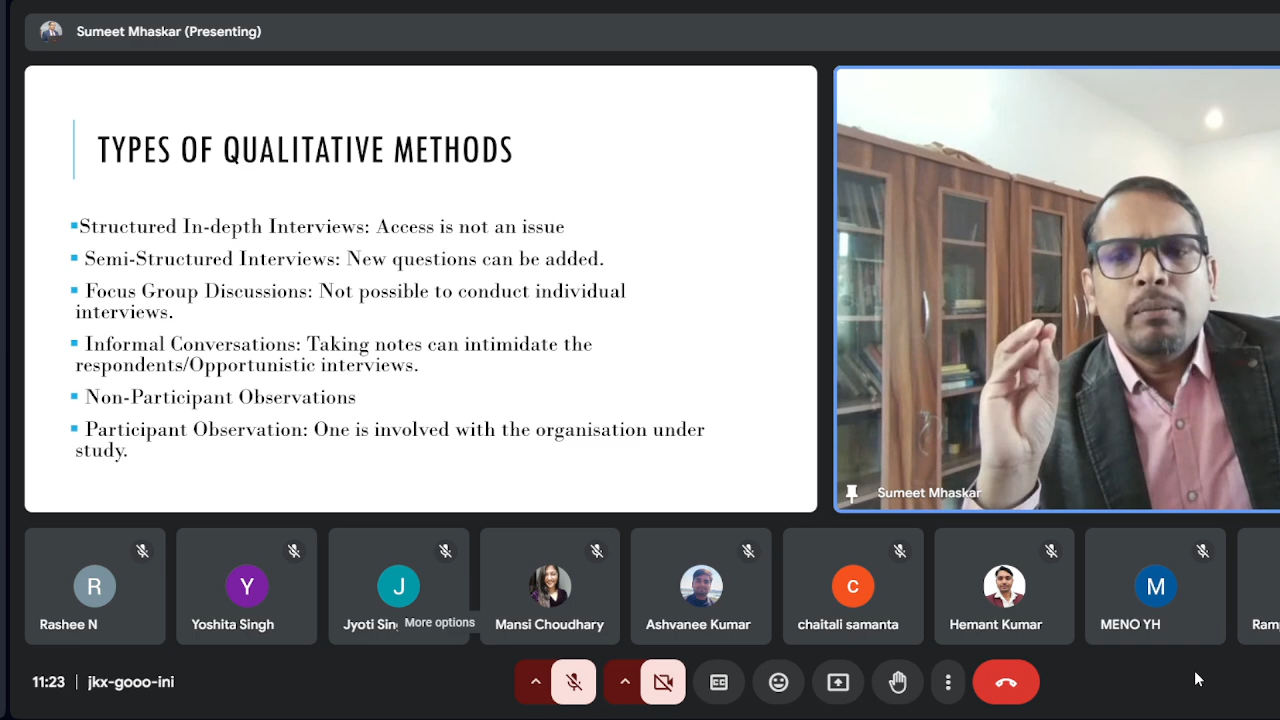 Sumeet Mhaskar (Presenting)
TYPES OF QUALITATIVE METHODS
▪Structured In-depth Interviews: Access is not an issue
▪ Semi-Structured Interviews: New questions can be added.
▪ Focus Group Discussions: Not possible to conduct individual
interviews.
▪ Informal Conversations: Taking notes can intimidate the
respondents/Opportunistic interviews.
▪ Non-Participant Observations
▪ Participant Observation: One is involved with the organisation under
study.
Sumeet Mhaskar
R
Y
J
c
M
Rashee N
Yoshita Singh
Jyoti Sin
More options
Mansi Choudhary
Ashvanee Kumar
chaitali samanta
Hemant Kumar
MENO YH
Ram
11:23 | jkx-gooo-ini
CC